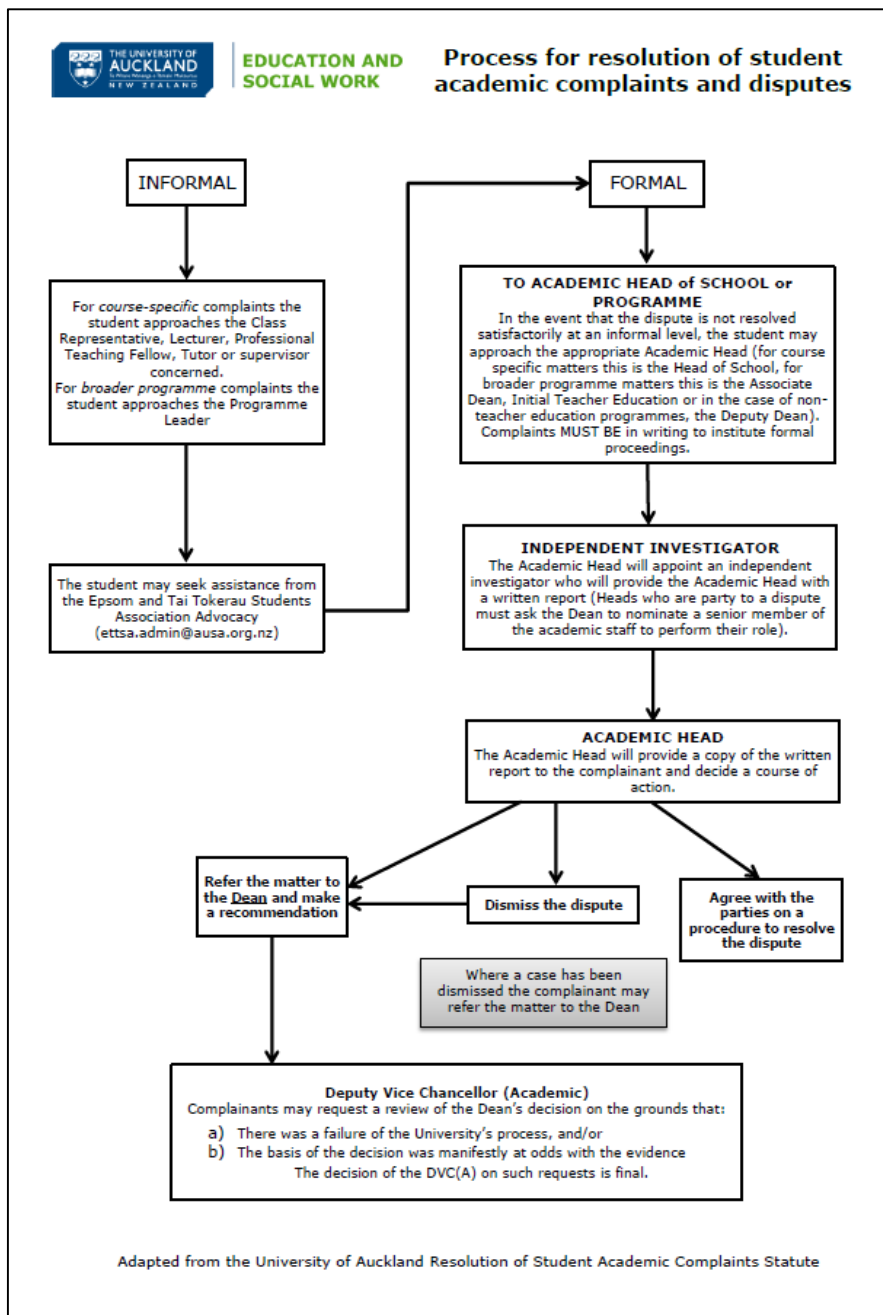 THE UNIVERSITY OF
AUCKLAND
NEW ZEALAND
EDUCATION AND
SOCIAL WORK
Process for resolution of student
academic complaints and disputes
INFORMAL
For course-specific complaints the
student approaches the Class
Representative, Lecturer, Professional
Teaching Fellow, Tutor or supervisor
concerned.
For broader programme complaints the
student approaches the Programme
Leader
The student may seek assistance from
the Epsom and Tai Tokerau Students
Association Advocacy
(ettsa.admin@ausa.org.nz)
FORMAL
TO ACADEMIC HEAD of SCHOOL or
PROGRAMME
In the event that the dispute is not resolved
satisfactorily at an informal level, the student may
approach the appropriate Academic Head (for course
specific matters this is the Head of School, for
broader programme matters this is the Associate
Dean, Initial Teacher Education or in the case of non-
teacher education programmes, the Deputy Dean).
Complaints MUST BE in writing to institute formal
proceedings.
INDEPENDENT INVESTIGATOR
The Academic Head will appoint an independent
investigator who will provide the Academic Head with
a written report (Heads who are party to a dispute
must ask the Dean to nominate a senior member of
the academic staff to perform their role).
ACADEMIC HEAD
The Academic Head will provide a copy of the written
report to the complainant and decide a course of
action.
Refer the matter to
the Dean and make
a recommendation
Dismiss the dispute
Agree with the
parties on a
procedure to resolve
the dispute
Where a case has been
dismissed the complainant may
refer the matter to the Dean
Deputy Vice Chancellor (Academic)
Complainants may request a review of the Dean's decision on the grounds that:
a) There was a failure of the University's process, and/or
b) The basis of the decision was manifestly at odds with the evidence
The decision of the DVC(A) on such requests is final.
Adapted from the University of Auckland Resolution of Student Academic Complaints Statute